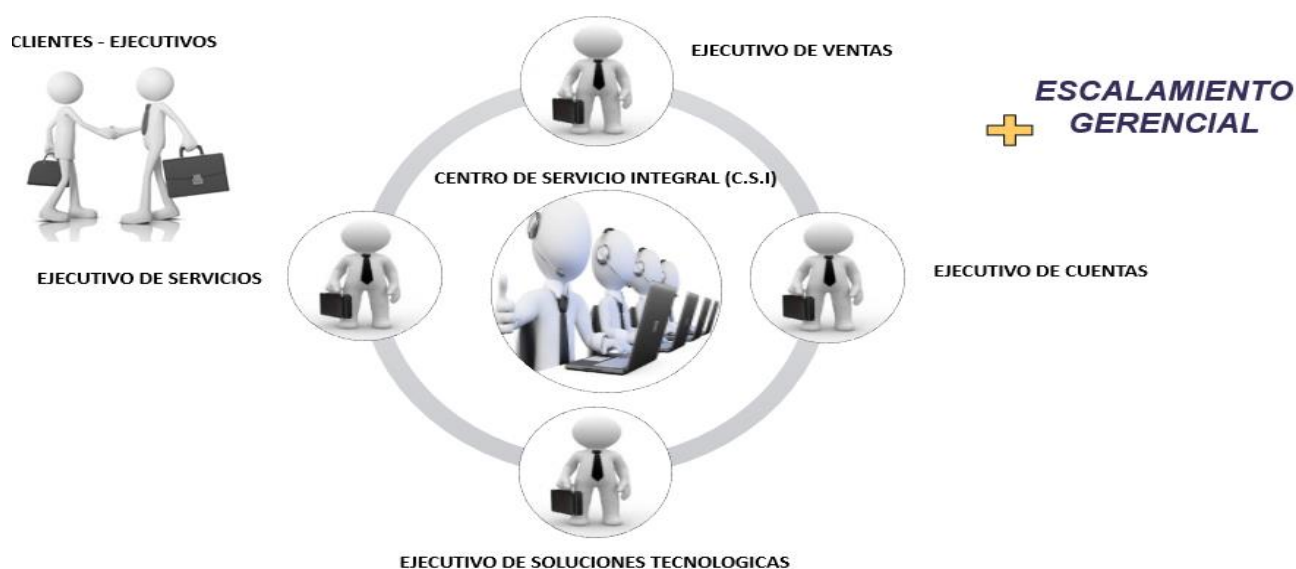 CLIENTES - EJECUTIVOS
EJECUTIVO DE VENTAS
ESCALAMIENTO
GERENCIAL
CENTRO DE SERVICIO INTEGRAL (C.S.I)
EJECUTIVO DE SERVICIOS
EJECUTIVO DE CUENTAS
EJECUTIVO DE SOLUCIONES TECNOLOGICAS